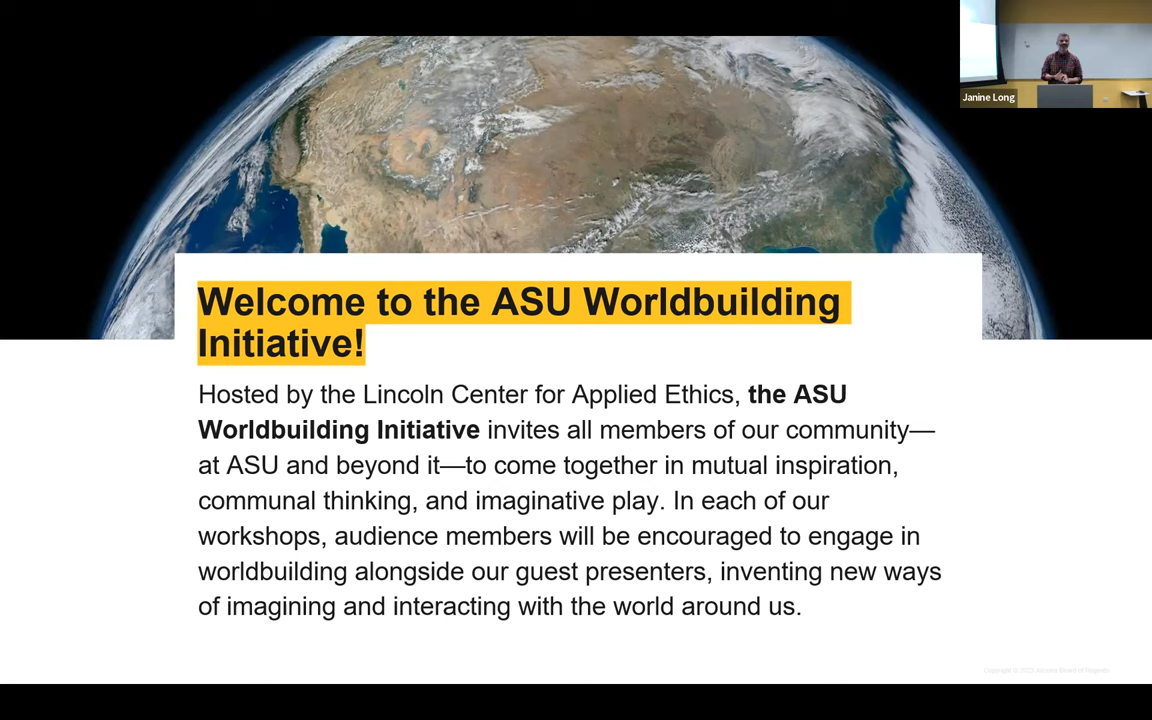 Janine Long
Welcome to the ASU Worldbuilding
Initiative!
Hosted by the Lincoln Center for Applied Ethics, the ASU
Worldbuilding Initiative invites all members of our community—
at ASU and beyond it—to come together in mutual inspiration,
communal thinking, and imaginative play. In each of our
workshops, audience members will be encouraged to engage in
worldbuilding alongside our guest presenters, inventing new ways
of imagining and interacting with the world around us.